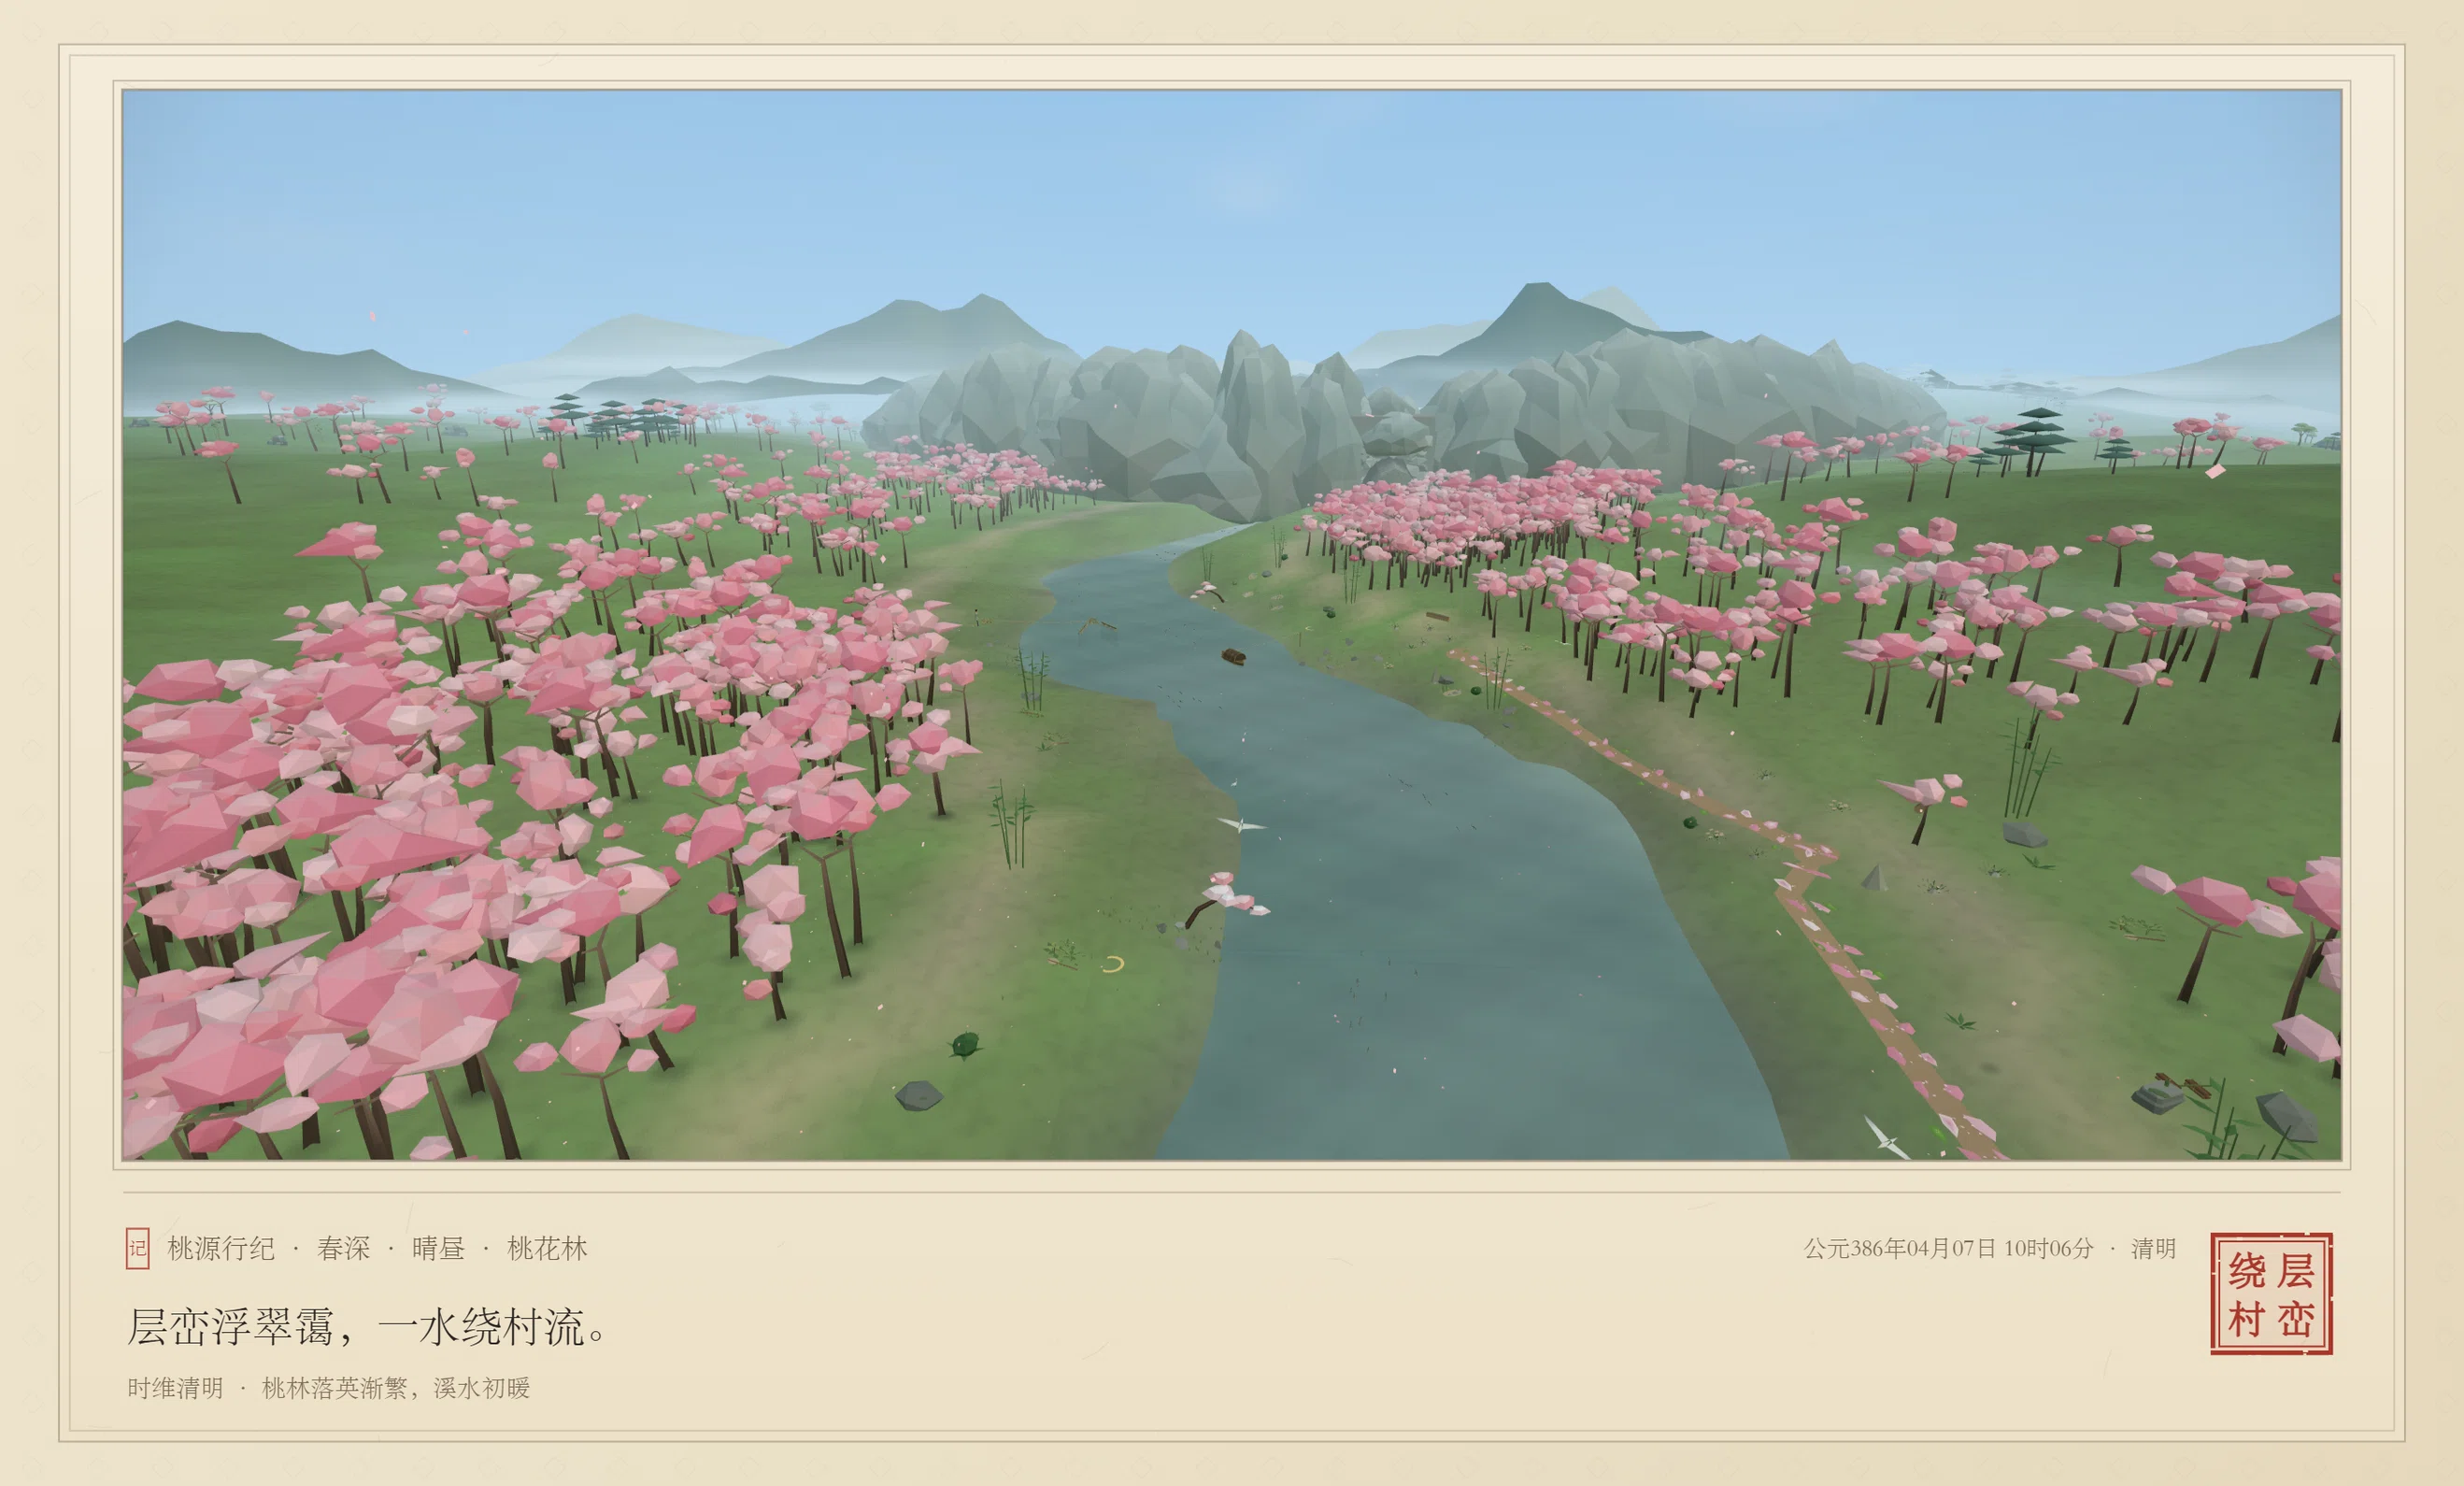 记 桃源行纪 · 春深 · 晴昼 · 桃花林
公元386年04月07日 10时06分 · 清明
层峦绕村
层峦浮翠霭，一水绕村流。
时维清明 · 桃林落英渐繁，溪水初暖